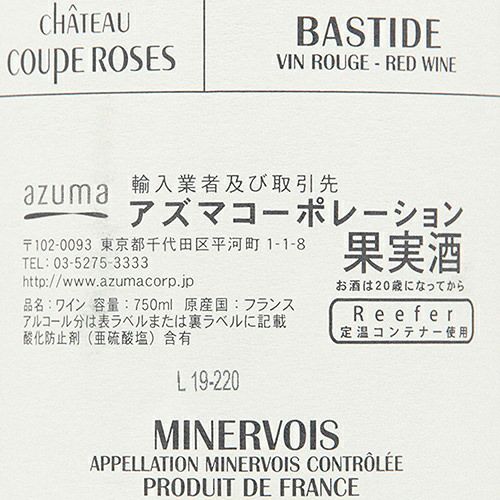 CHÂTEAU
COUPE ROSES
BASTIDE
VIN ROUGE - RED WINE
azuma
輸入業者及び取引先
アズマコーポレーション
〒102-0093 東京都千代田区平河町 1-1-8
TEL: 03-5275-3333
http://www.azumacorp.jp/
果実酒
お酒は20歳になってから
品名：ワイン 容量：750ml 原産国：フランス
アルコール分は表ラベルまたは裏ラベルに記載
酸化防止剤（亜硫酸塩）含有
Reefer
定温コンテナー使用
L 19-220
MINERVOIS
APPELLATION MINERVOIS CONTRÔLÉE
PRODUIT DE FRANCE